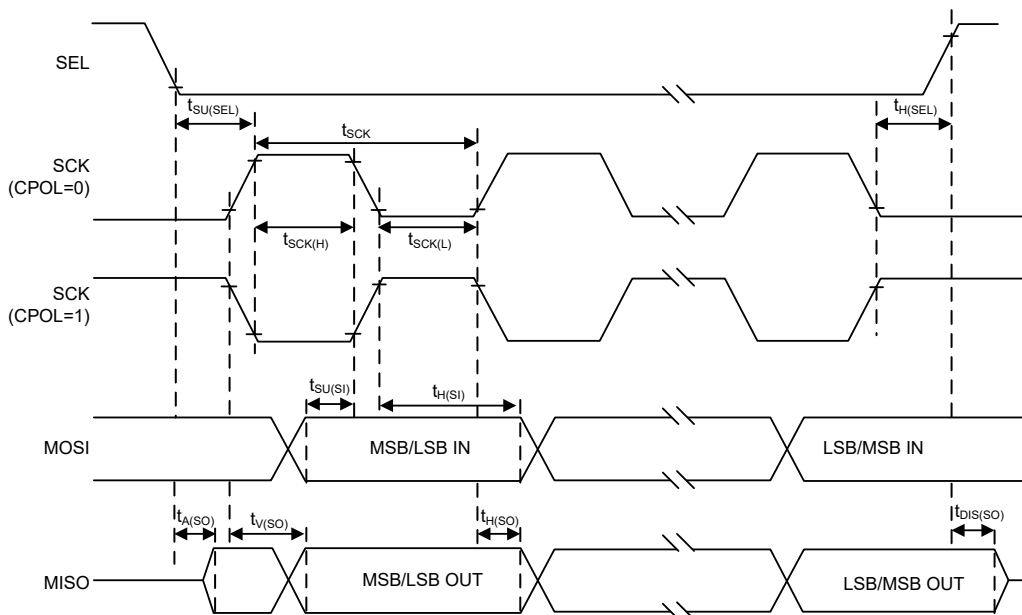 SEL
tSU(SEL)
tH(SEL)
tSCK
SCK
(CPOL=0)
tSCK(H)
tSCK(L)
SCK
(CPOL=1)
tSU(SI)
tH(SI)
MOSI
MSB/LSB IN
LSB/MSB IN
tA(SO)
tV(SO)
tH(SO)
tDIS(SO)
MISO
MSB/LSB OUT
LSB/MSB OUT